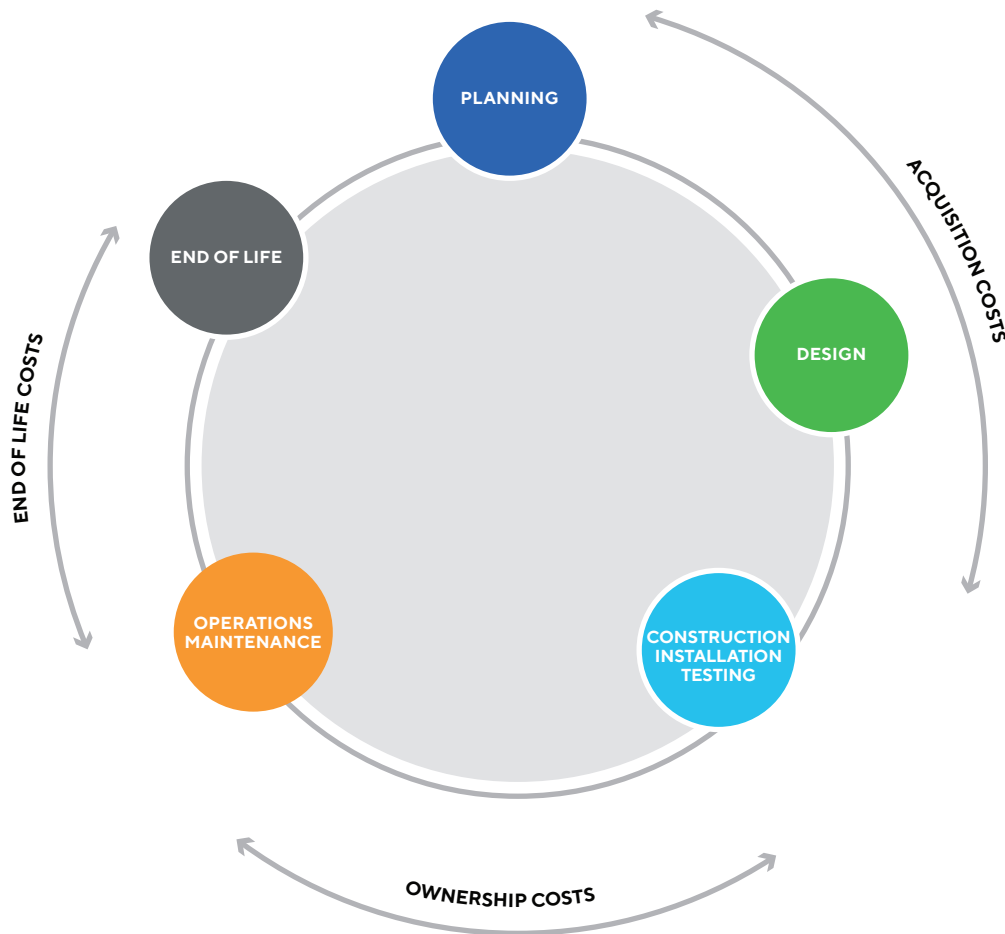 PLANNING
ACQUISITION COSTS
DESIGN
CONSTRUCTION
INSTALLATION
TESTING
OWNERSHIP COSTS
OPERATIONS
MAINTENANCE
END OF LIFE COSTS
END OF LIFE